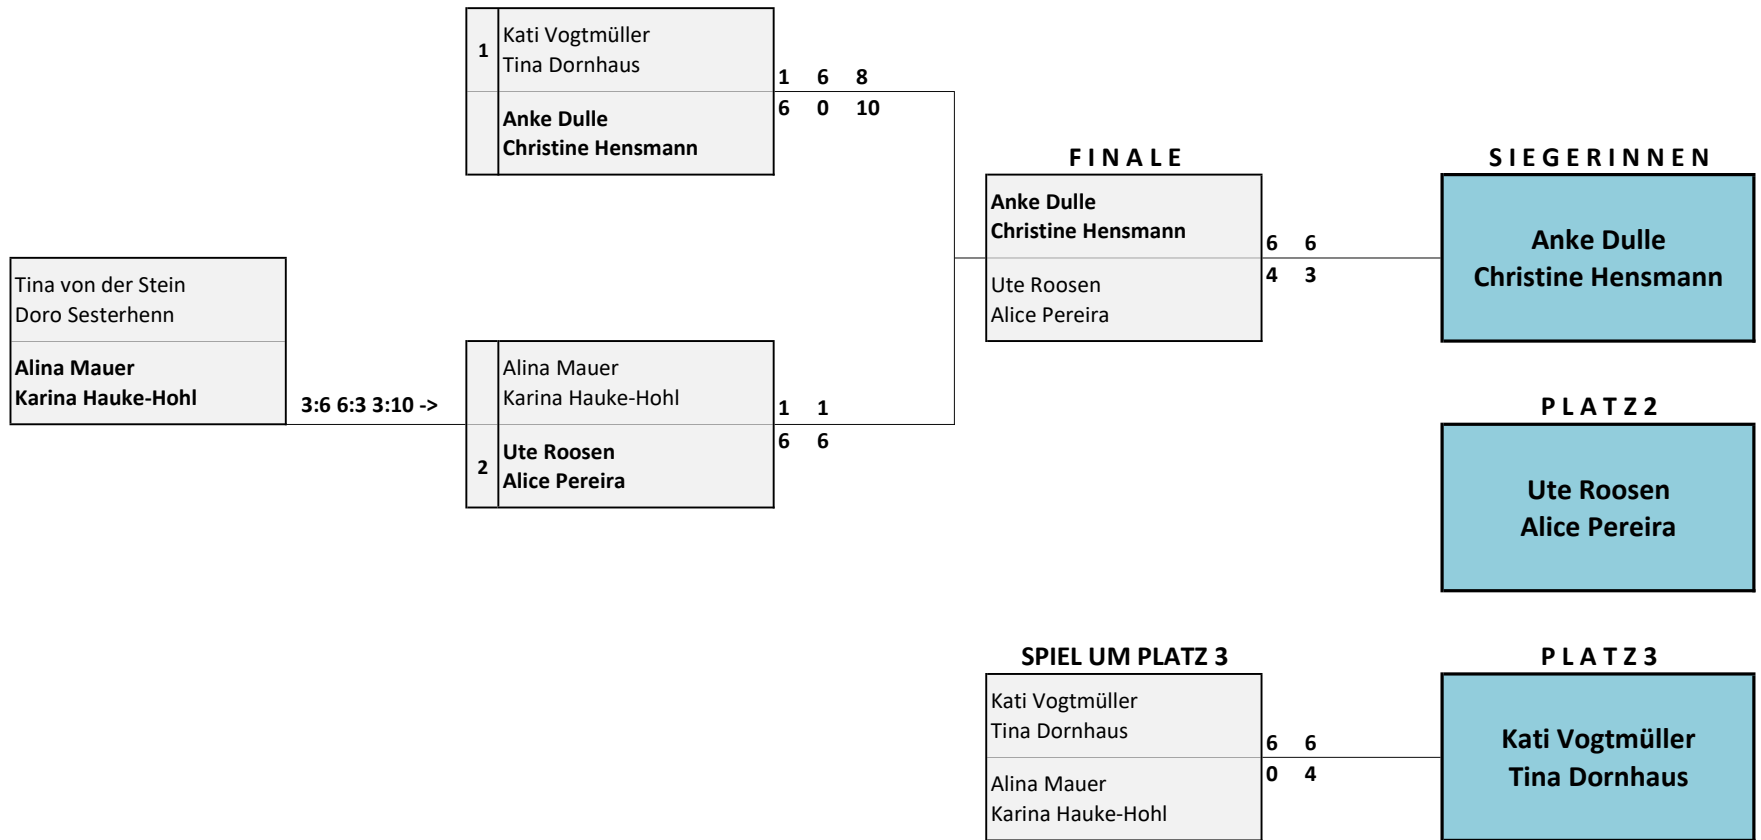 1
Kati Vogtmüller
Tina Dornhaus
1 6 8
6 0 10
Anke Dulle
Christine Hensmann
Tina von der Stein
Doro Sesterhenn
Alina Mauer
Karina Hauke-Hohl
3:6 6:3 3:10 ->
Alina Mauer
Karina Hauke-Hohl
1 1
6 6
2
Ute Roosen
Alice Pereira
F I N A L E
Anke Dulle
Christine Hensmann
6 6
4 3
Ute Roosen
Alice Pereira
S I E G E R I N N E N
Anke Dulle
Christine Hensmann
P L A T Z 2
Ute Roosen
Alice Pereira
SPIEL UM PLATZ 3
Kati Vogtmüller
Tina Dornhaus
6 6
0 4
Alina Mauer
Karina Hauke-Hohl
P L A T Z 3
Kati Vogtmüller
Tina Dornhaus